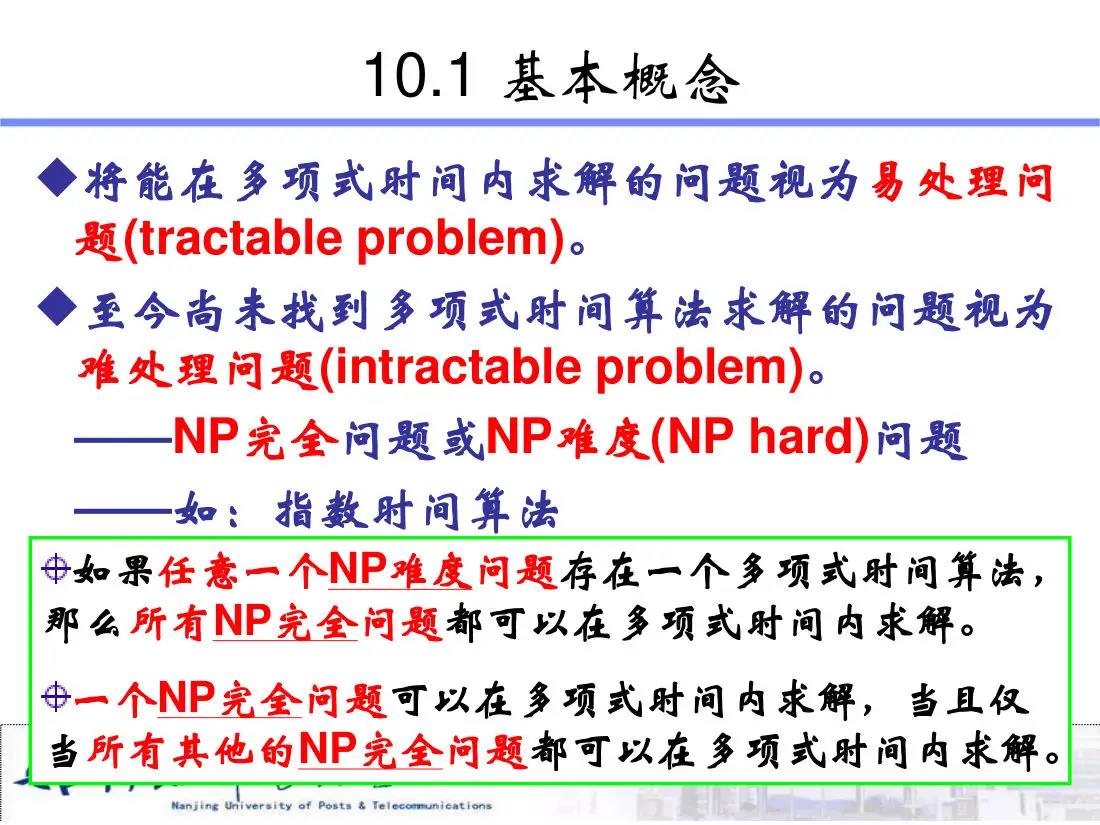 10.1 基本概念
◆将能在多项式时间内求解的问题视为易处理问
题(tractable problem)。
◆至今尚未找到多项式时间算法求解的问题视为
难处理问题(intractable problem)。
——NP完全问题或NP难度(NP hard)问题
——如：指数时间算法
如果任意一个NP难度问题存在一个多项式时间算法，
那么所有NP完全问题都可以在多项式时间内求解。
一个NP完全问题可以在多项式时间内求解，当且仅
当所有其他的NP完全问题都可以在多项式时间内求解。
Nanjing University of Posts & Telecommunications